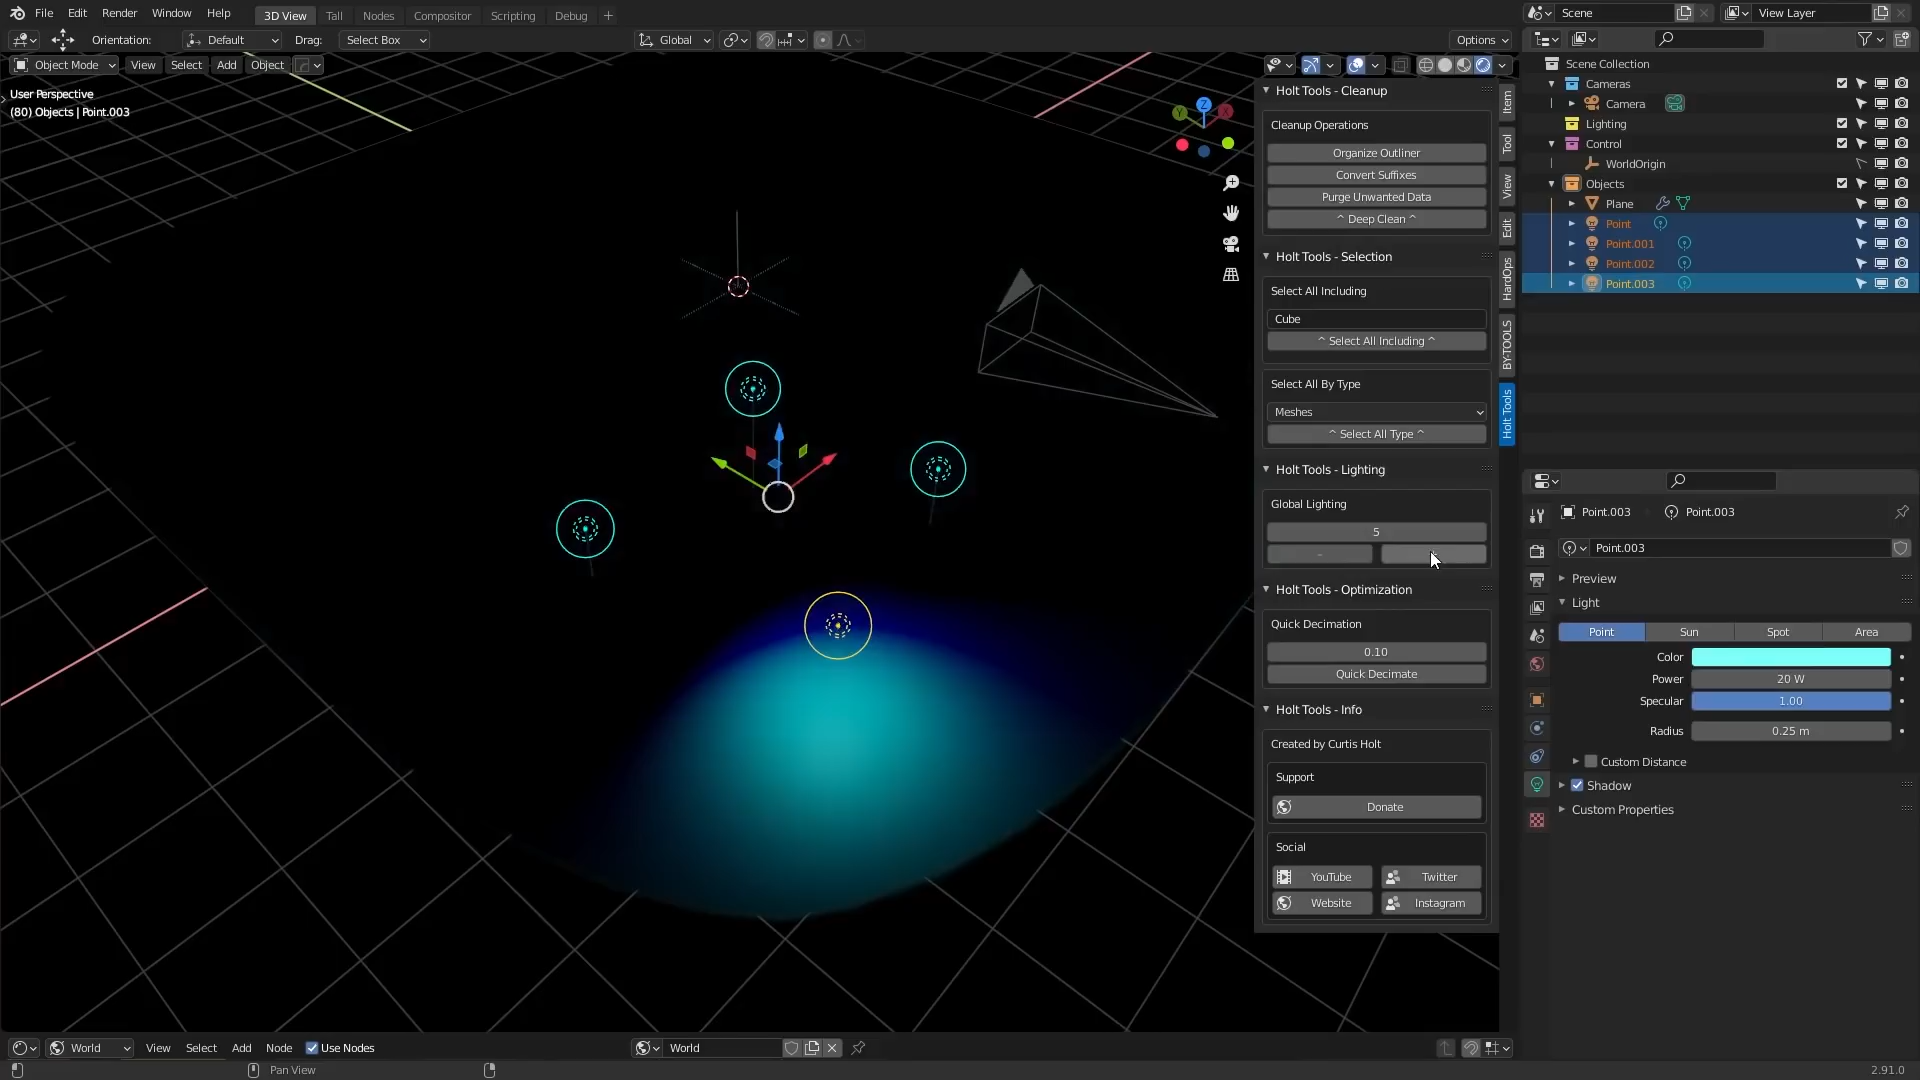 File Edit Render Window Help 3D View Tall Nodes Compositor Scripting Debug + Scene View Layer
Orientation: Default Drag: Select Box Global Options
Object Mode View Select Add Object
User Perspective
(80) Objects | Point.003
Z
Y
X
Holt Tools - Cleanup
Cleanup Operations
Organize Outliner
Convert Suffixes
Purge Unwanted Data
^ Deep Clean ^
Holt Tools - Selection
Select All Including
Cube
^ Select All Including ^
Select All By Type
Meshes
^ Select All Type ^
Holt Tools - Lighting
Global Lighting
5
-
Holt Tools - Optimization
Quick Decimation
0.10
Quick Decimate
Holt Tools - Info
Created by Curtis Holt
Support
Donate
Social
YouTube Twitter
Website Instagram
Item
Tool
View
Edit
HardOps
BY-TOOLS
Holt Tools
Scene Collection
Cameras
Camera
Lighting
Control
WorldOrigin
Objects
Plane
Point
Point.001
Point.002
Point.003
Point.003 Point.003
Point.003
Preview
Light
Point Sun Spot Area
Color
Power 20 W
Specular 1.00
Radius 0.25 m
Custom Distance
Shadow
Custom Properties
World View Select Add Node Use Nodes World
Pan View 2.91.0